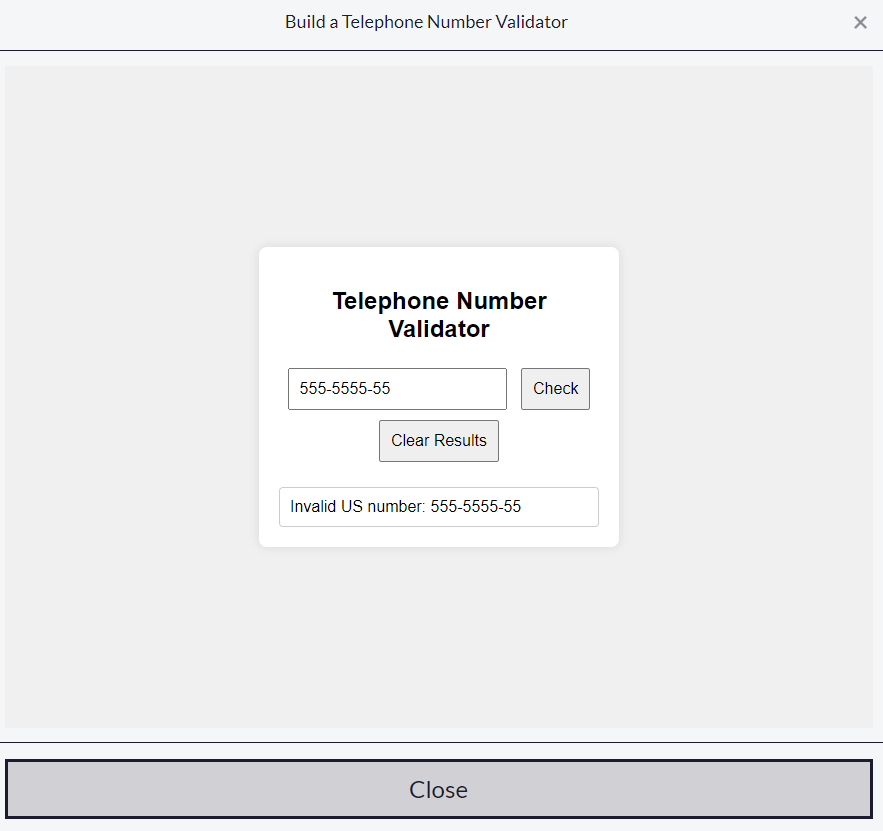 Build a Telephone Number Validator
×
Telephone Number
Validator
555-5555-55
Check
Clear Results
Invalid US number: 555-5555-55
Close